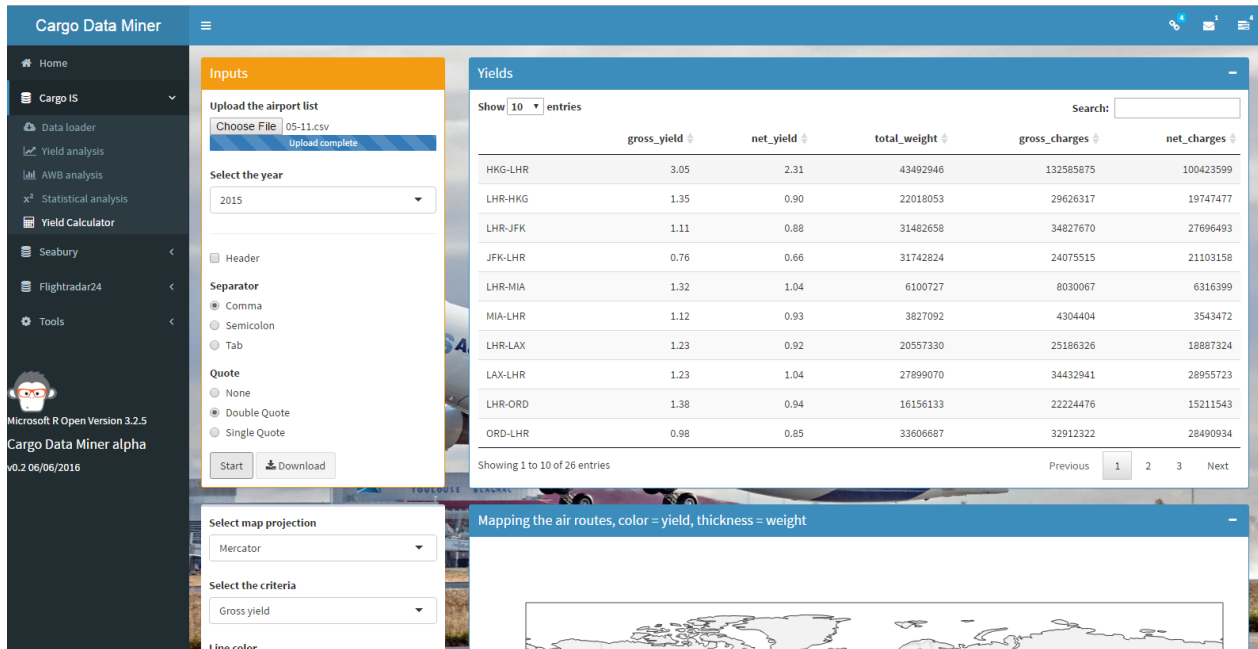 Cargo Data Miner
4
1
4
Home
Cargo IS
Data loader
Yield analysis
AWB analysis
x² Statistical analysis
Yield Calculator
Seabury
Flightradar24
Tools
Microsoft R Open Version 3.2.5
Cargo Data Miner alpha
v0.2 06/06/2016
Inputs
Upload the airport list
Choose File 05-11.csv
Upload complete
Select the year
2015
Header
Separator
Comma
Semicolon
Tab
Quote
None
Double Quote
Single Quote
Start Download
Yields
Show 10 entries Search:
gross_yield net_yield total_weight gross_charges net_charges
HKG-LHR 3.05 2.31 43492946 132585875 100423599
LHR-HKG 1.35 0.90 22018053 29626317 19747477
LHR-JFK 1.11 0.88 31482658 34827670 27696493
JFK-LHR 0.76 0.66 31742824 24075515 21103158
LHR-MIA 1.32 1.04 6100727 8030067 6316399
MIA-LHR 1.12 0.93 3827092 4304404 3543472
LHR-LAX 1.23 0.92 20557330 25186326 18887324
LAX-LHR 1.23 1.04 27899070 34432941 28955723
LHR-ORD 1.38 0.94 16156133 22224476 15211543
ORD-LHR 0.98 0.85 33606687 32912322 28490934
Showing 1 to 10 of 26 entries Previous 1 2 3 Next
TOULOUSE BLAGNAC
Select map projection
Mercator
Select the criteria
Gross yield
Line color
Mapping the air routes, color = yield, thickness = weight